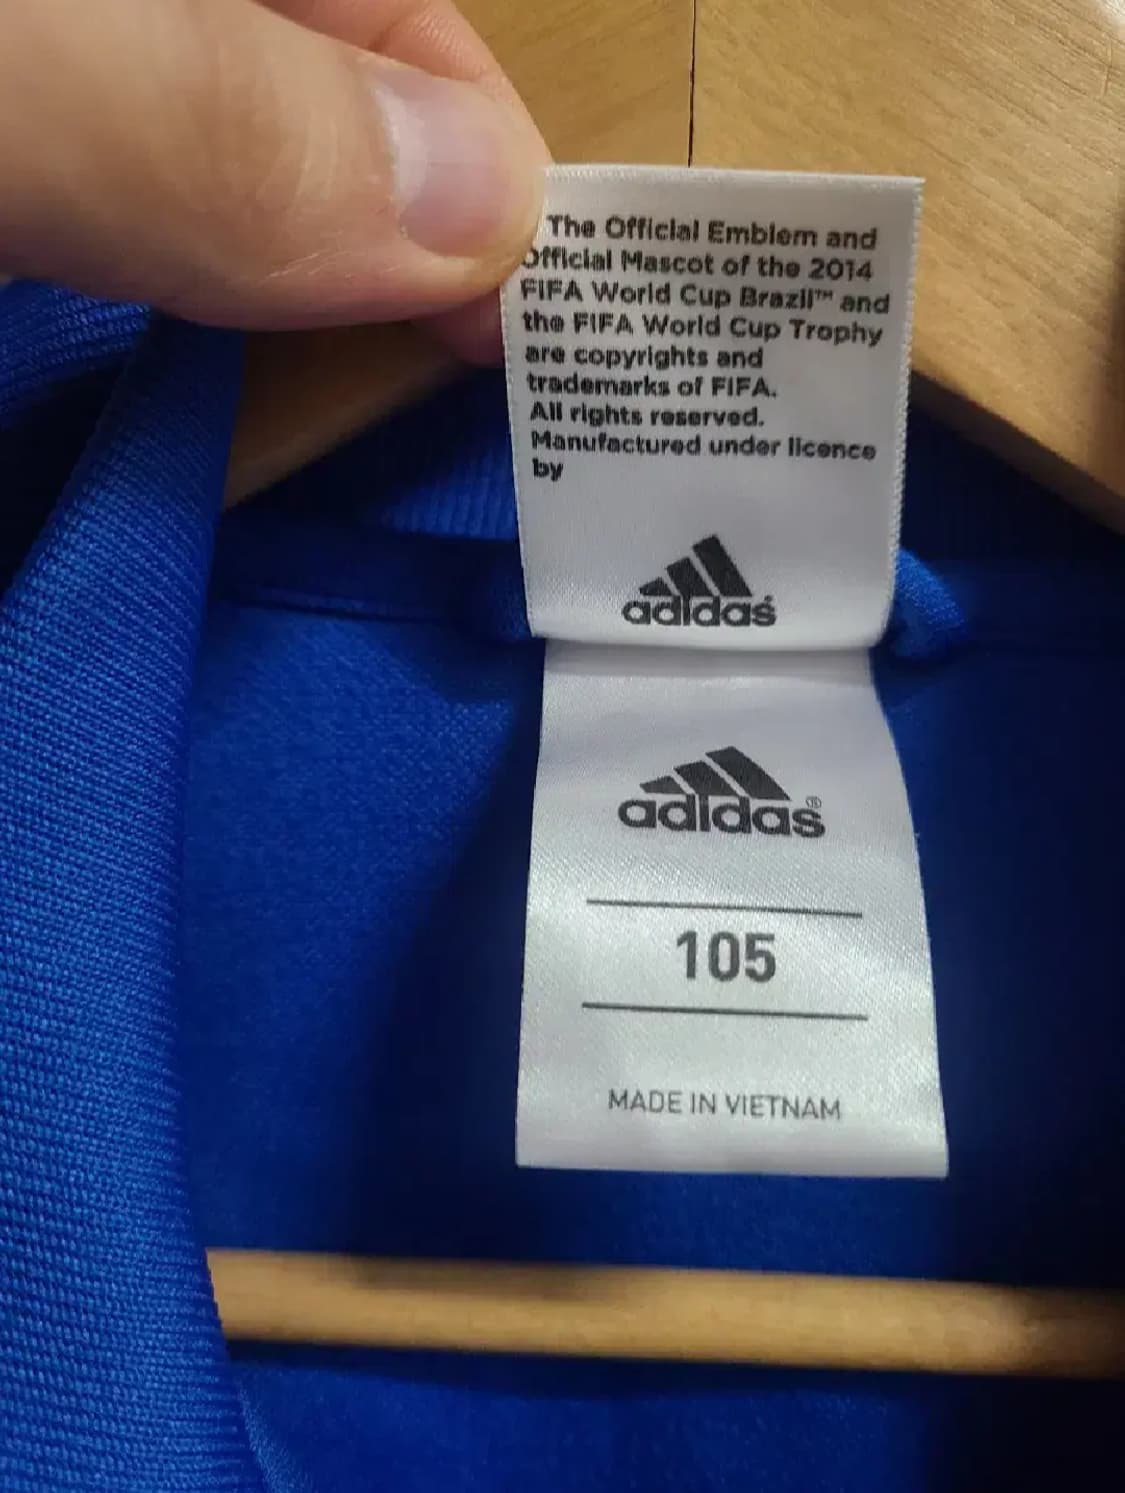 The Official Emblem and
Official Mascot of the 2014
FIFA World Cup Brazil™ and
the FIFA World Cup Trophy
are copyrights and
trademarks of FIFA.
All rights reserved.
Manufactured under licence
by
adidas
adidas®
105
MADE IN VIETNAM